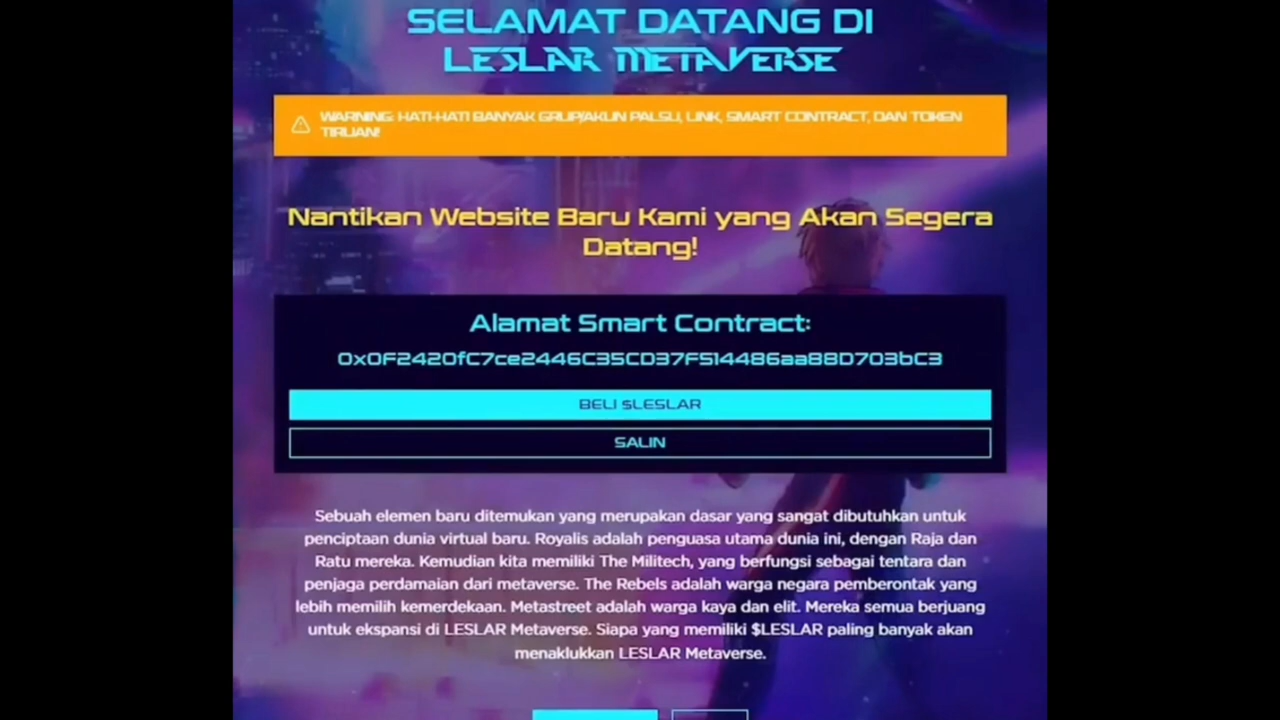 SELAMAT DATANG DI
LESLAR METAVERSE
WARNING: HATI-HATI BANYAK GRUP/AKUN PALSU, LINK, SMART CONTRACT, DAN TOKEN
TIRUAN!
Nantikan Website Baru Kami yang Akan Segera
Datang!
Alamat Smart Contract:
0x0F2420fC7ce2446C35CD37F514486aa88D703bC3
BELI $LESLAR
SALIN
Sebuah elemen baru ditemukan yang merupakan dasar yang sangat dibutuhkan untuk
penciptaan dunia virtual baru. Royalis adalah penguasa utama dunia ini, dengan Raja dan
Ratu mereka. Kemudian kita memiliki The Militech, yang berfungsi sebagai tentara dan
penjaga perdamaian dari metaverse. The Rebels adalah warga negara pemberontak yang
lebih memilih kemerdekaan. Metastreet adalah warga kaya dan elit. Mereka semua berjuang
untuk ekspansi di LESLAR Metaverse. Siapa yang memiliki $LESLAR paling banyak akan
menaklukkan LESLAR Metaverse.